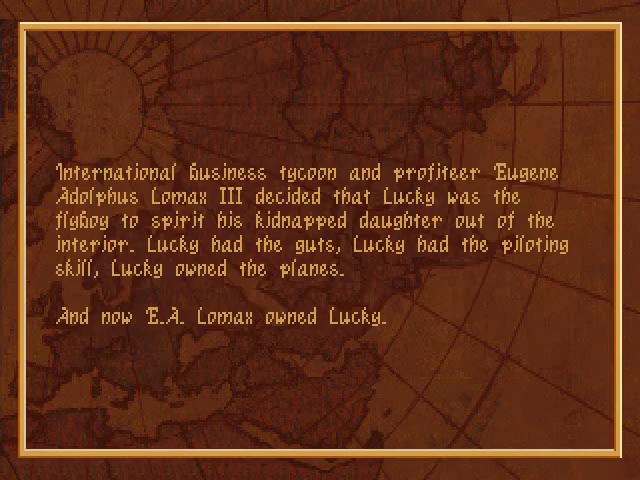 International business tycoon and profiteer Eugene
Adolphus Lomax III decided that Lucky was the
flyboy to spirit his kidnapped daughter out of the
interior. Lucky had the guts, Lucky had the piloting
skill, Lucky owned the planes.
And now E.A. Lomax owned Lucky.